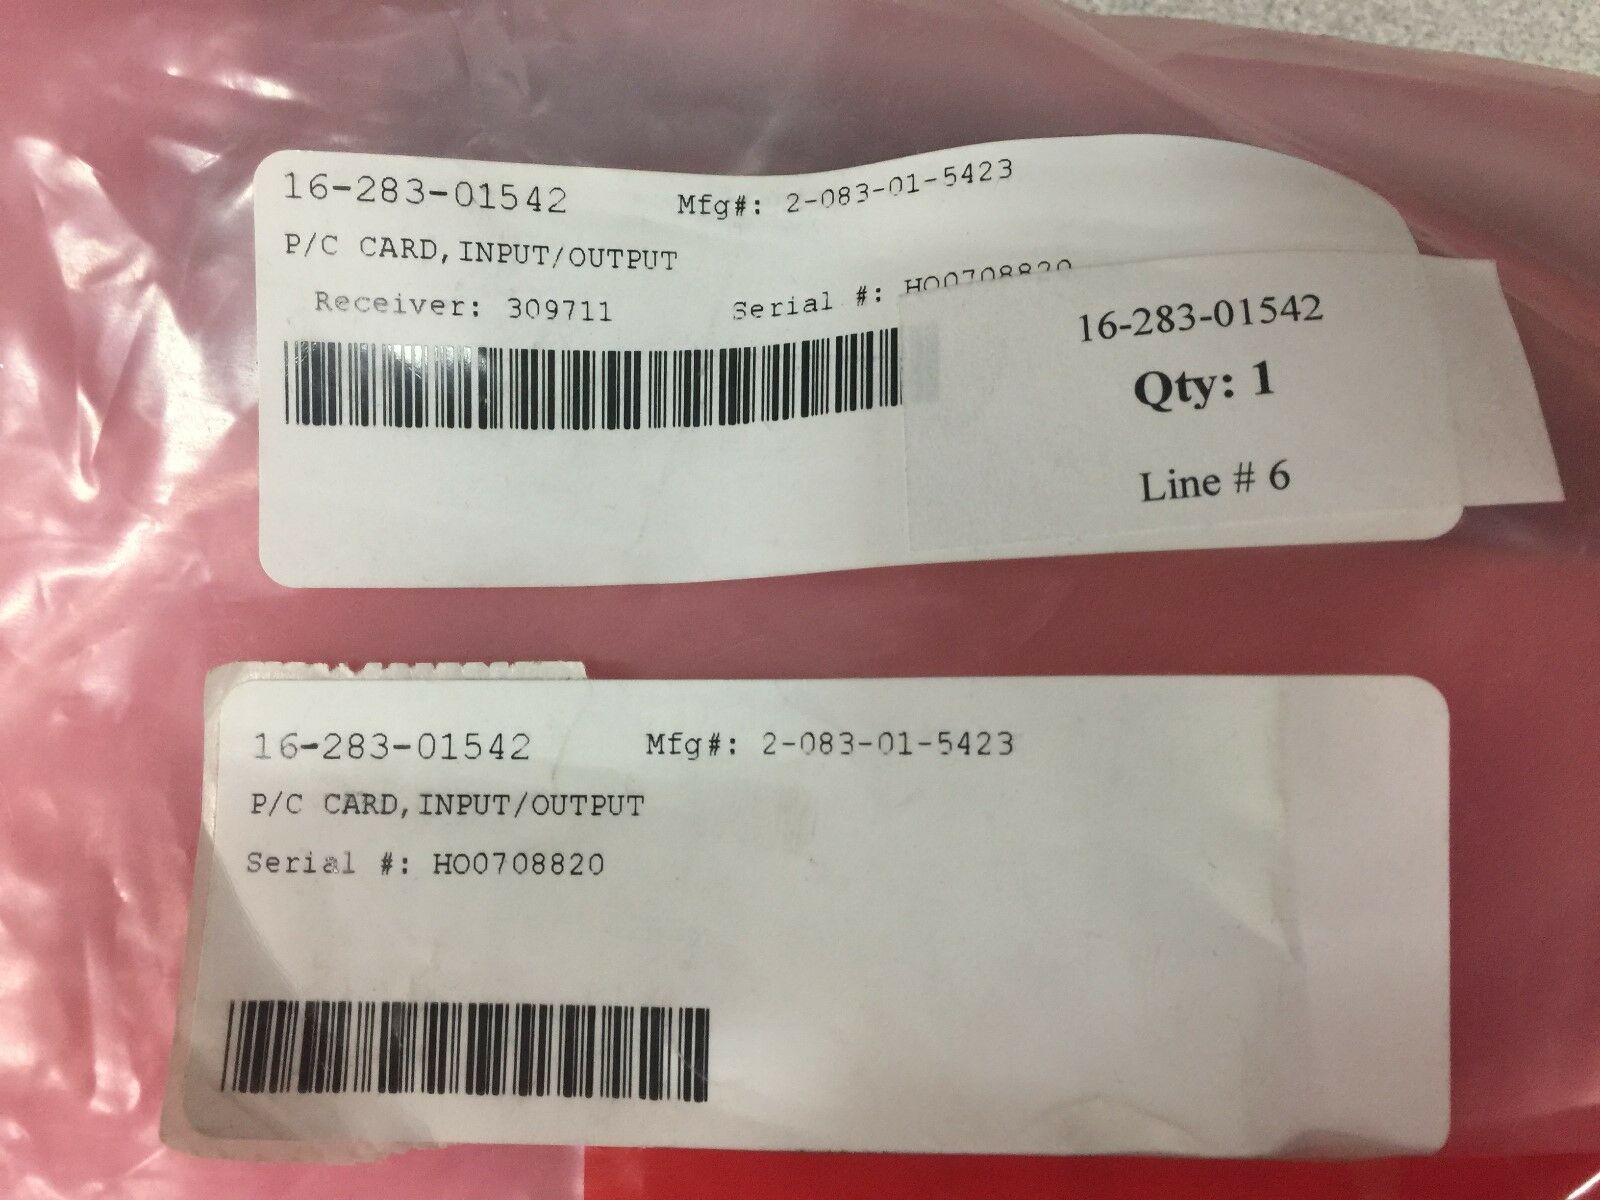 16-283-01542 Mfg#: 2-083-01-5423
P/C CARD,INPUT/OUTPUT
Receiver: 309711 Serial #: HO0708820
16-283-01542
Qty: 1
Line # 6
16-283-01542 Mfg#: 2-083-01-5423
P/C CARD,INPUT/OUTPUT
Serial #: HO0708820